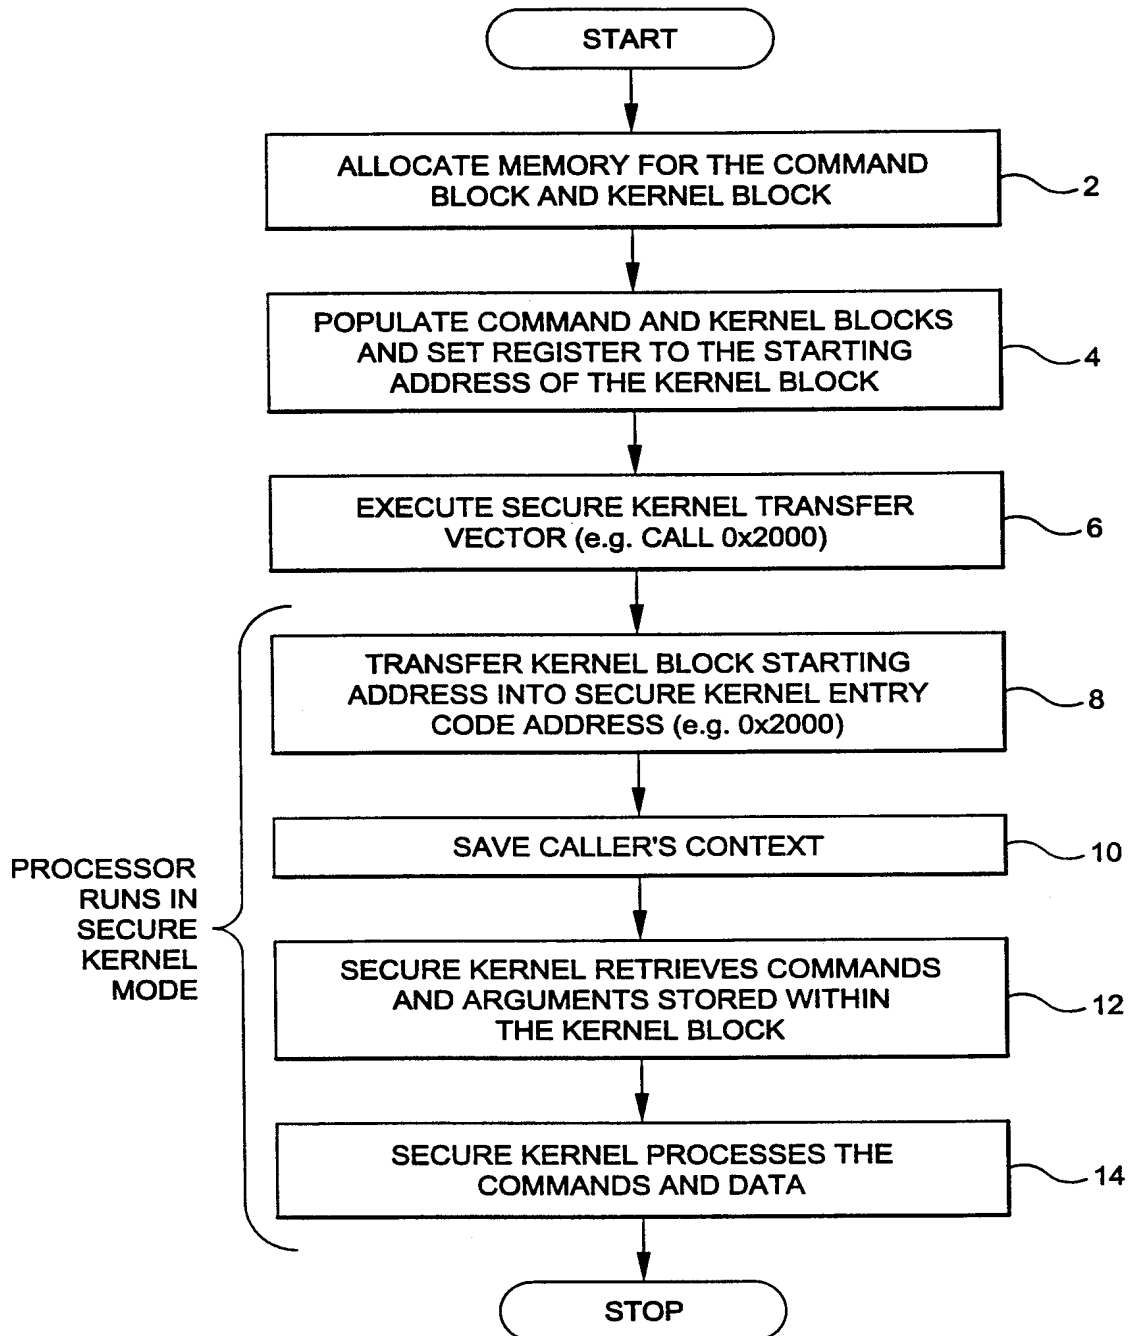 START
ALLOCATE MEMORY FOR THE COMMAND
BLOCK AND KERNEL BLOCK
2
POPULATE COMMAND AND KERNEL BLOCKS
AND SET REGISTER TO THE STARTING
ADDRESS OF THE KERNEL BLOCK
4
EXECUTE SECURE KERNEL TRANSFER
VECTOR (e.g. CALL 0x2000)
6
TRANSFER KERNEL BLOCK STARTING
ADDRESS INTO SECURE KERNEL ENTRY
CODE ADDRESS (e.g. 0x2000)
8
SAVE CALLER'S CONTEXT
10
PROCESSOR
RUNS IN
SECURE
KERNEL
MODE
SECURE KERNEL RETRIEVES COMMANDS
AND ARGUMENTS STORED WITHIN
THE KERNEL BLOCK
12
SECURE KERNEL PROCESSES THE
COMMANDS AND DATA
14
STOP